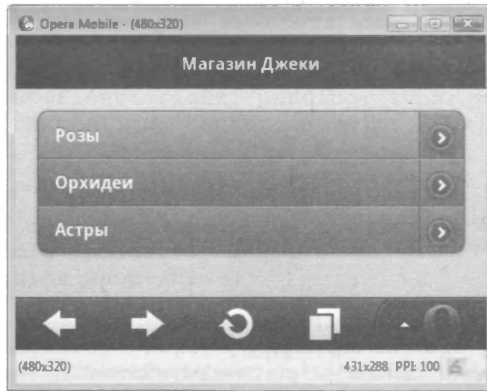 Opera Mobile - (480x320)
Магазин Джеки
Розы
Орхидеи
Астры
(480x320)
431x288 PPI: 100